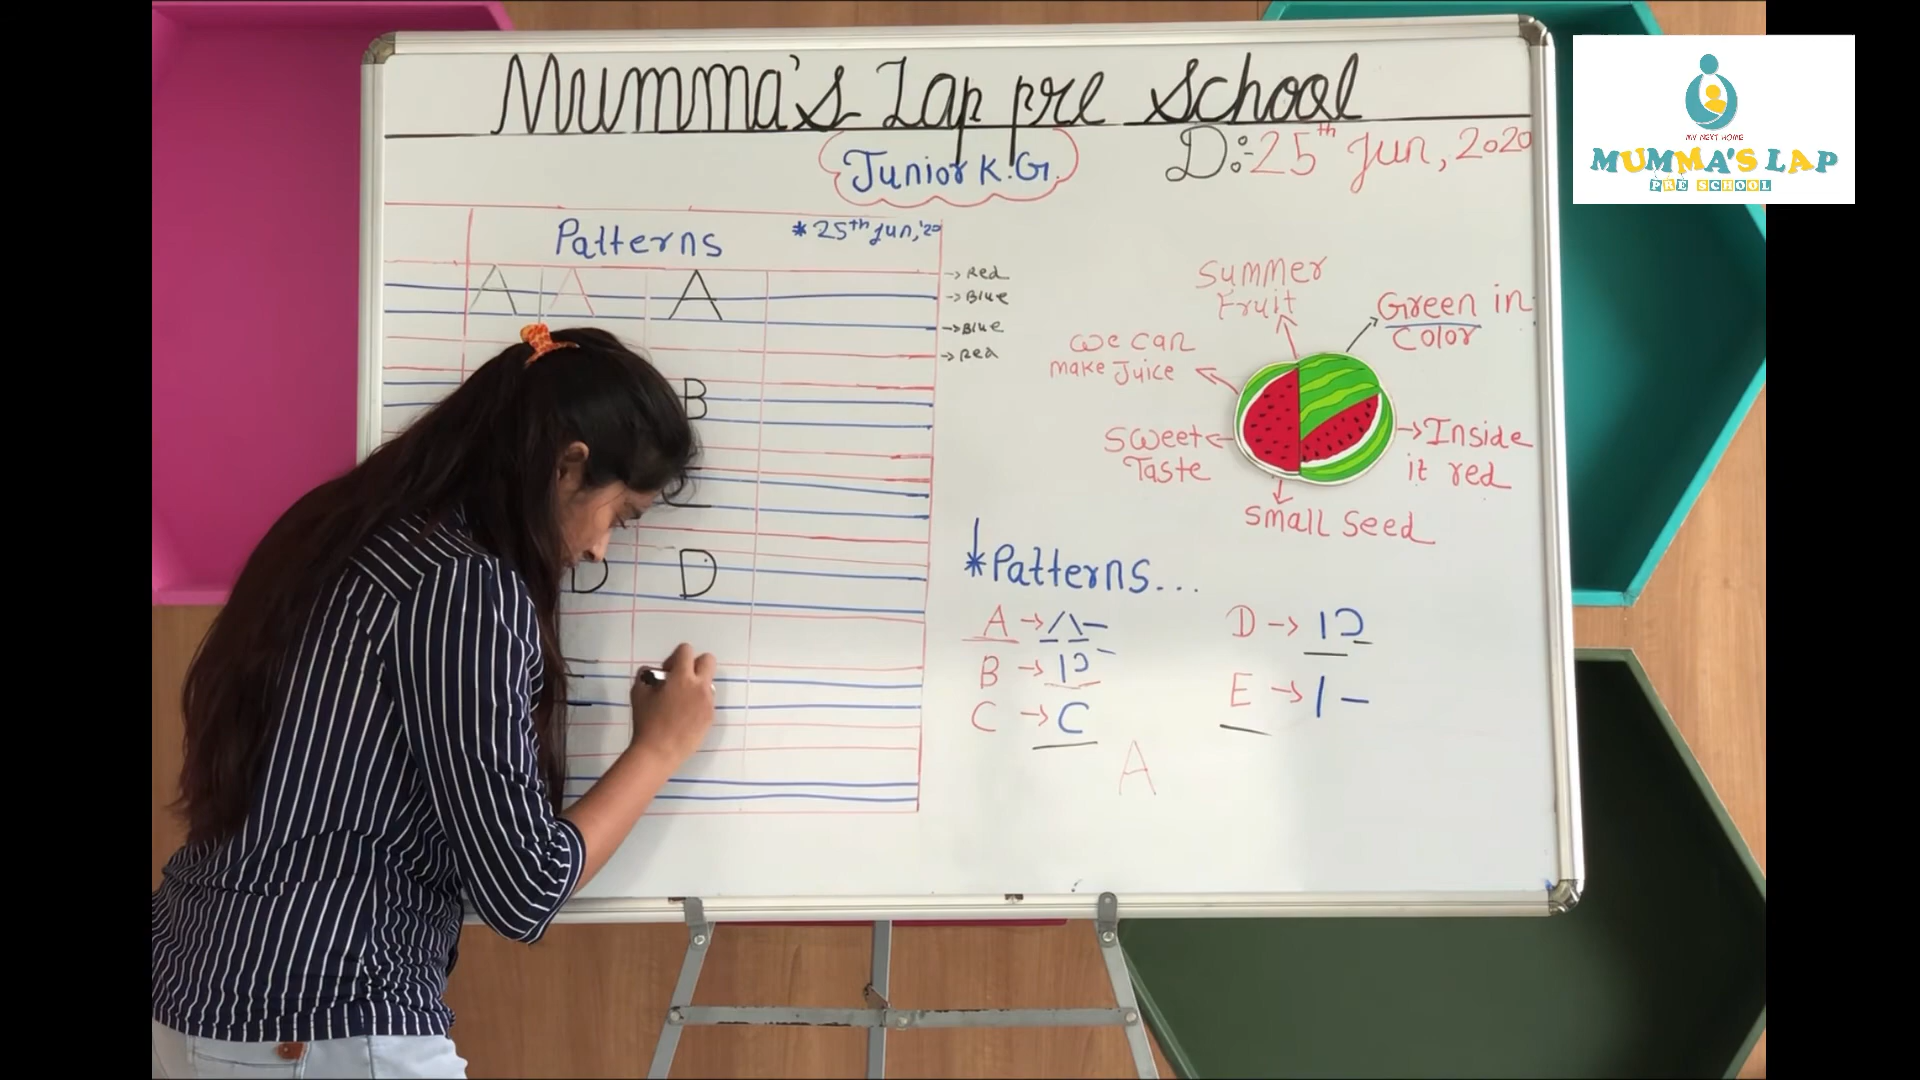 Mumma's Lap pre school
Junior K.G.
D:-25th Jun, 2020
MY NEXT HOME
MUMMA'S LAP
PRE SCHOOL
Patterns
* 25th Jun,'20
A A A
→ Red
→ Blue
→ Blue
→ Red
B
D D
Summer
Fruit
Green in
Color
we can
make Juice
Sweet
Taste
→ Inside
it red
Small Seed
* Patterns...
A →
B →
C → C
D →
E → | –
A